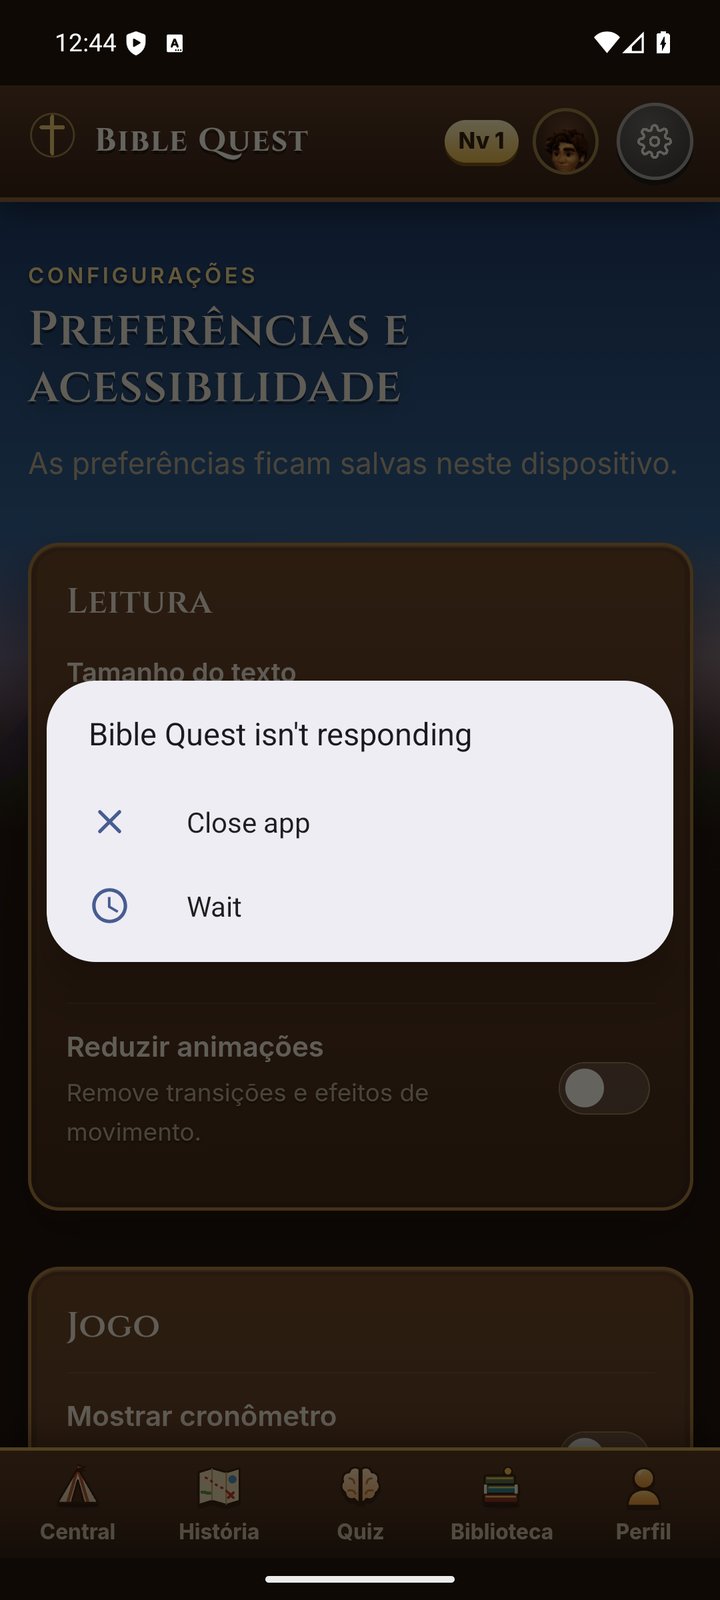 12:44
Bible Quest
Nv 1
CONFIGURAÇÕES
Preferências e
acessibilidade
As preferências ficam salvas neste dispositivo.
Leitura
Tamanho do texto
Bible Quest isn't responding
Close app
Wait
Reduzir animações
Remove transições e efeitos de
movimento.
Jogo
Mostrar cronômetro
Central
História
Quiz
Biblioteca
Perfil